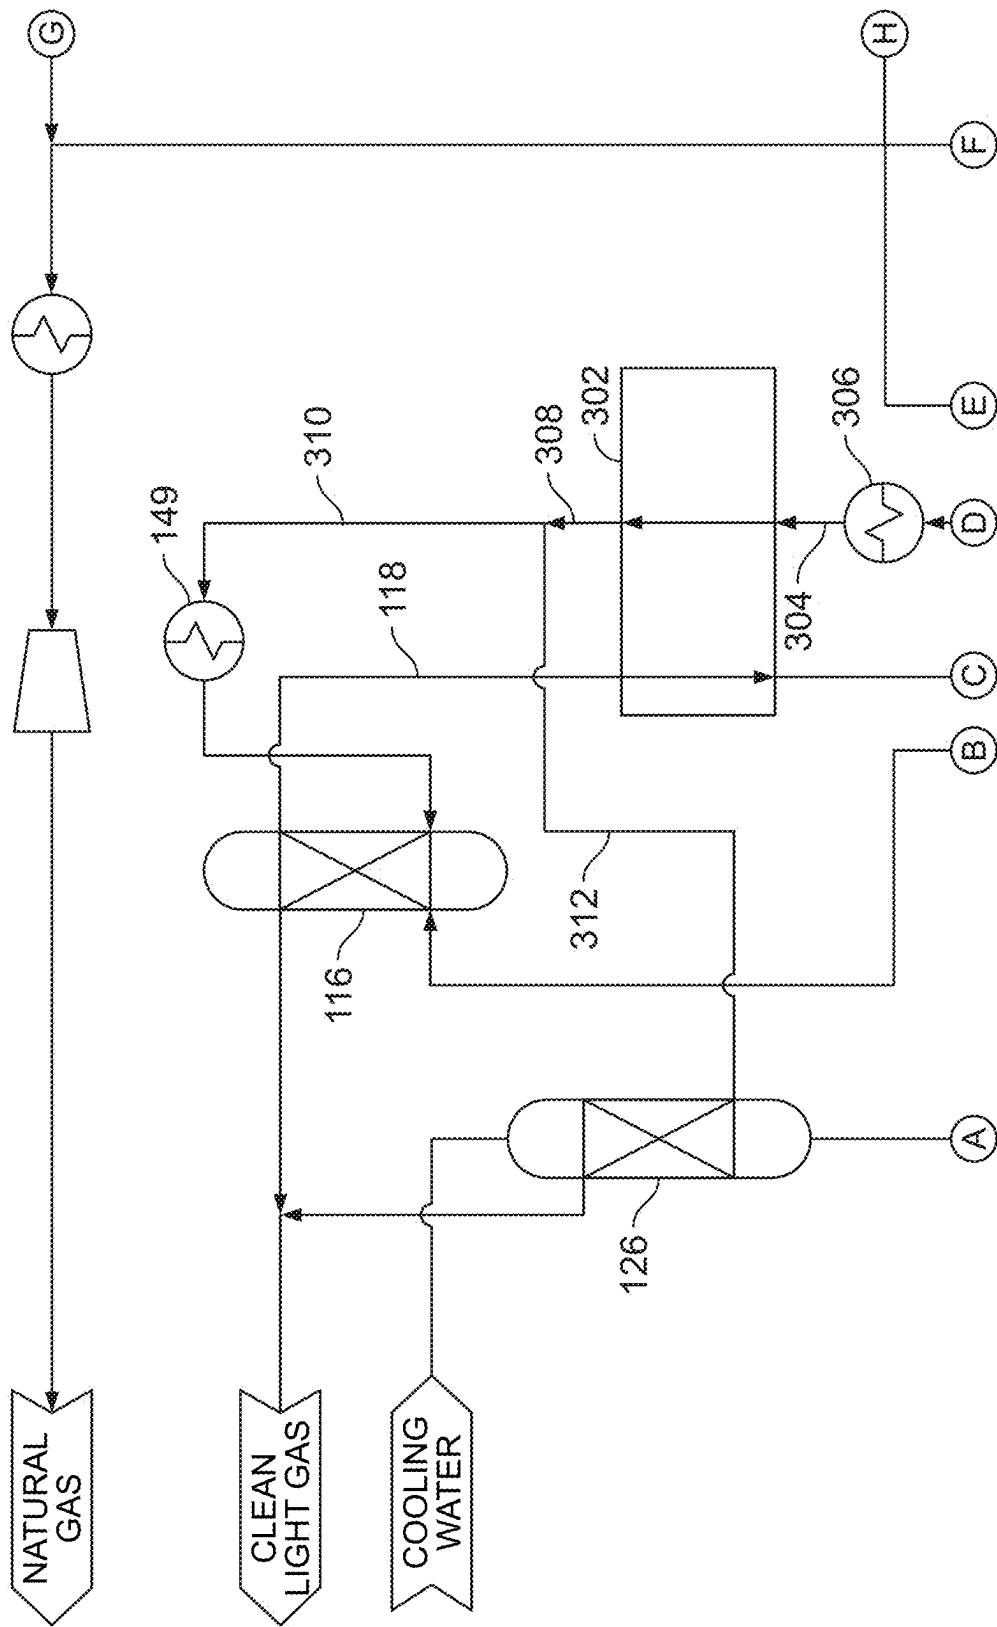 NATURAL
GAS
CLEAN
LIGHT GAS
COOLING
WATER
126
116
312
118
149
310
308
302
304
306
A
B
C
D
E
F
G
H